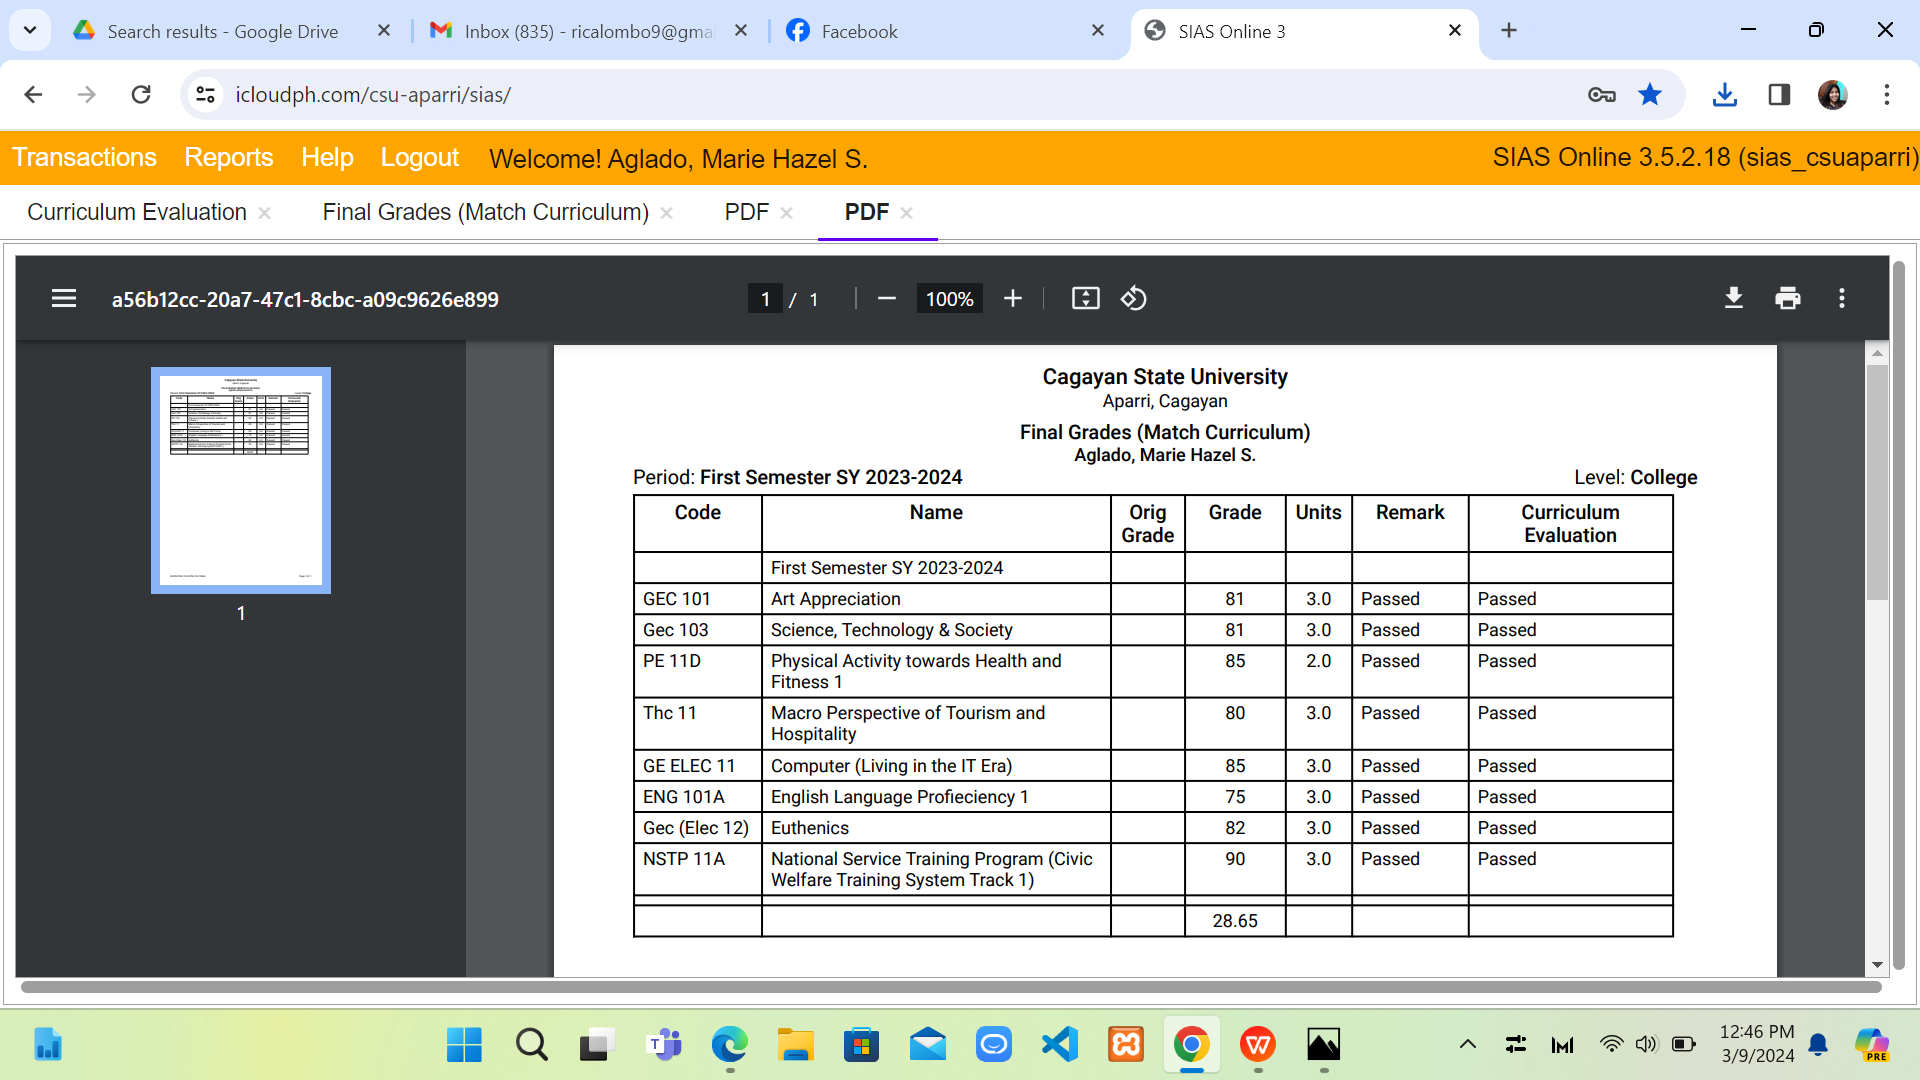 Search results - Google Drive
Inbox (835) - ricalombo9@gmai
Facebook
SIAS Online 3
icloudph.com/csu-aparri/sias/
Transactions Reports Help Logout Welcome! Aglado, Marie Hazel S. SIAS Online 3.5.2.18 (sias_csuaparri)
Curriculum Evaluation Final Grades (Match Curriculum) PDF PDF
a56b12cc-20a7-47c1-8cbc-a09c9626e899 1 / 1 100%
1
Cagayan State University
Aparri, Cagayan
Final Grades (Match Curriculum)
Aglado, Marie Hazel S.
Period: First Semester SY 2023-2024 Level: College
Code Name Orig Grade Grade Units Remark Curriculum Evaluation
First Semester SY 2023-2024
GEC 101 Art Appreciation 81 3.0 Passed Passed
Gec 103 Science, Technology & Society 81 3.0 Passed Passed
PE 11D Physical Activity towards Health and Fitness 1 85 2.0 Passed Passed
Thc 11 Macro Perspective of Tourism and Hospitality 80 3.0 Passed Passed
GE ELEC 11 Computer (Living in the IT Era) 85 3.0 Passed Passed
ENG 101A English Language Profieciency 1 75 3.0 Passed Passed
Gec (Elec 12) Euthenics 82 3.0 Passed Passed
NSTP 11A National Service Training Program (Civic Welfare Training System Track 1) 90 3.0 Passed Passed
28.65
12:46 PM
3/9/2024
PRE